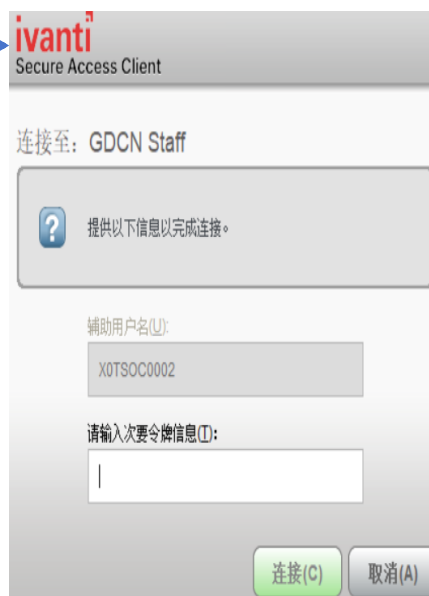 ivanti
Secure Access Client
连接至: GDCN Staff
提供以下信息以完成连接。
辅助用户名(U):
X0TSOC0002
请输入次要令牌信息(T):
连接(C)
取消(A)